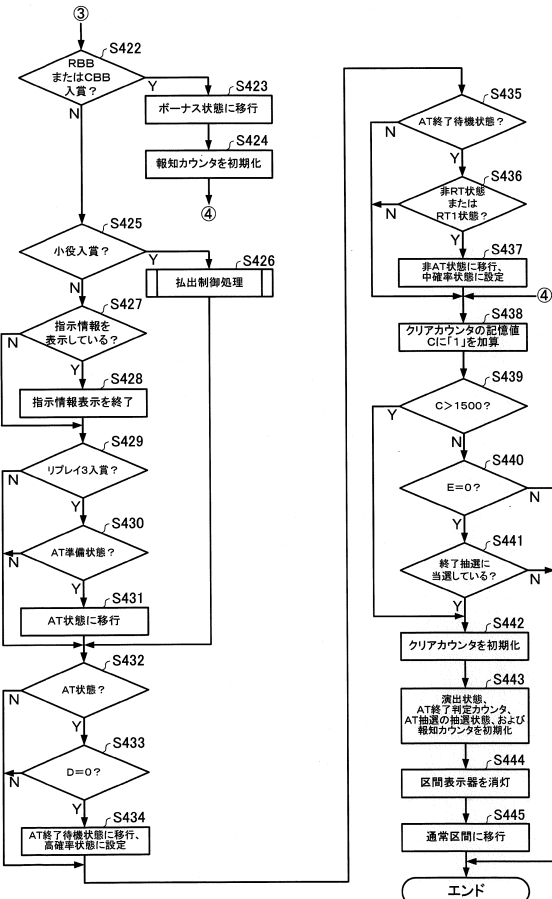 ③
S422
RBB
またはCBB
入賞？
Y
N
S423
ボーナス状態に移行
S424
報知カウンタを初期化
④
S425
小役入賞？
Y
N
S426
払出制御処理
S427
指示情報を
表示している？
N
Y
S428
指示情報表示を終了
S429
リプレイ3入賞？
N
Y
S430
AT準備状態？
N
Y
S431
AT状態に移行
S432
AT状態？
N
Y
S433
D＝0？
N
Y
S434
AT終了待機状態に移行、
高確率状態に設定
S435
AT終了待機状態？
N
Y
S436
非RT状態
または
RT1状態？
N
Y
S437
非AT状態に移行、
中確率状態に設定
④
S438
クリアカウンタの記憶値
Cに「1」を加算
S439
C＞1500？
Y
N
S440
E＝0？
N
Y
S441
終了抽選に
当選している？
N
Y
S442
クリアカウンタを初期化
S443
演出状態、
AT終了判定カウンタ、
AT抽選の抽選状態、および
報知カウンタを初期化
S444
区間表示器を消灯
S445
通常区間に移行
エンド